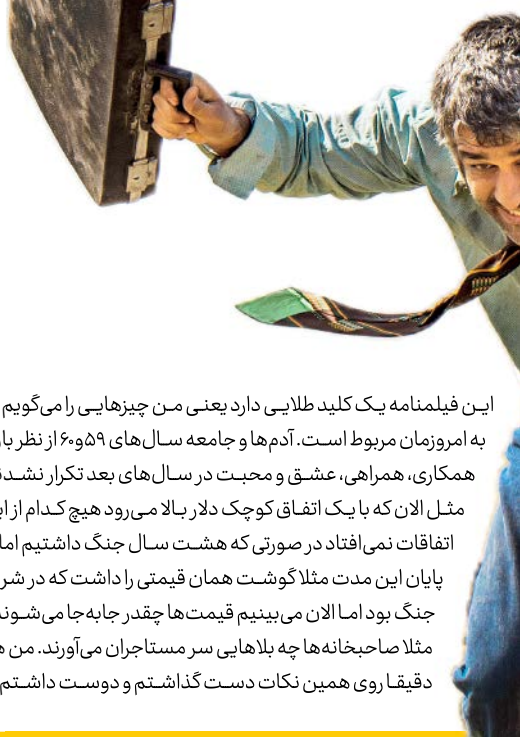 این فیلمنامه یک کلید طلایی دارد یعنی من چیزهایی را می‌گویم
به امروزمان مربوط است. آدم‌ها و جامعه سال‌های ۵۹و۶۰ از نظر
همکاری، همراهی، عشق و محبت در سال‌های بعد تکرار
مثل الان که با یک اتفاق کوچک دلار بالا می‌رود هیچ کدام از
اتفاقات نمی‌افتاد در صورتی که هشت سال جنگ داشتیم اما
پایان این مدت مثلا گوشت همان قیمتی را داشت که در
جنگ بود اما الان می‌بینیم قیمت‌ها چقدر جابه‌جا می‌شوند
مثلا صاحبخانه‌ها چه بلاهایی سر مستاجران می‌آورند. من
دقیقا روی همین نکات دست گذاشتم و دوست داشتم